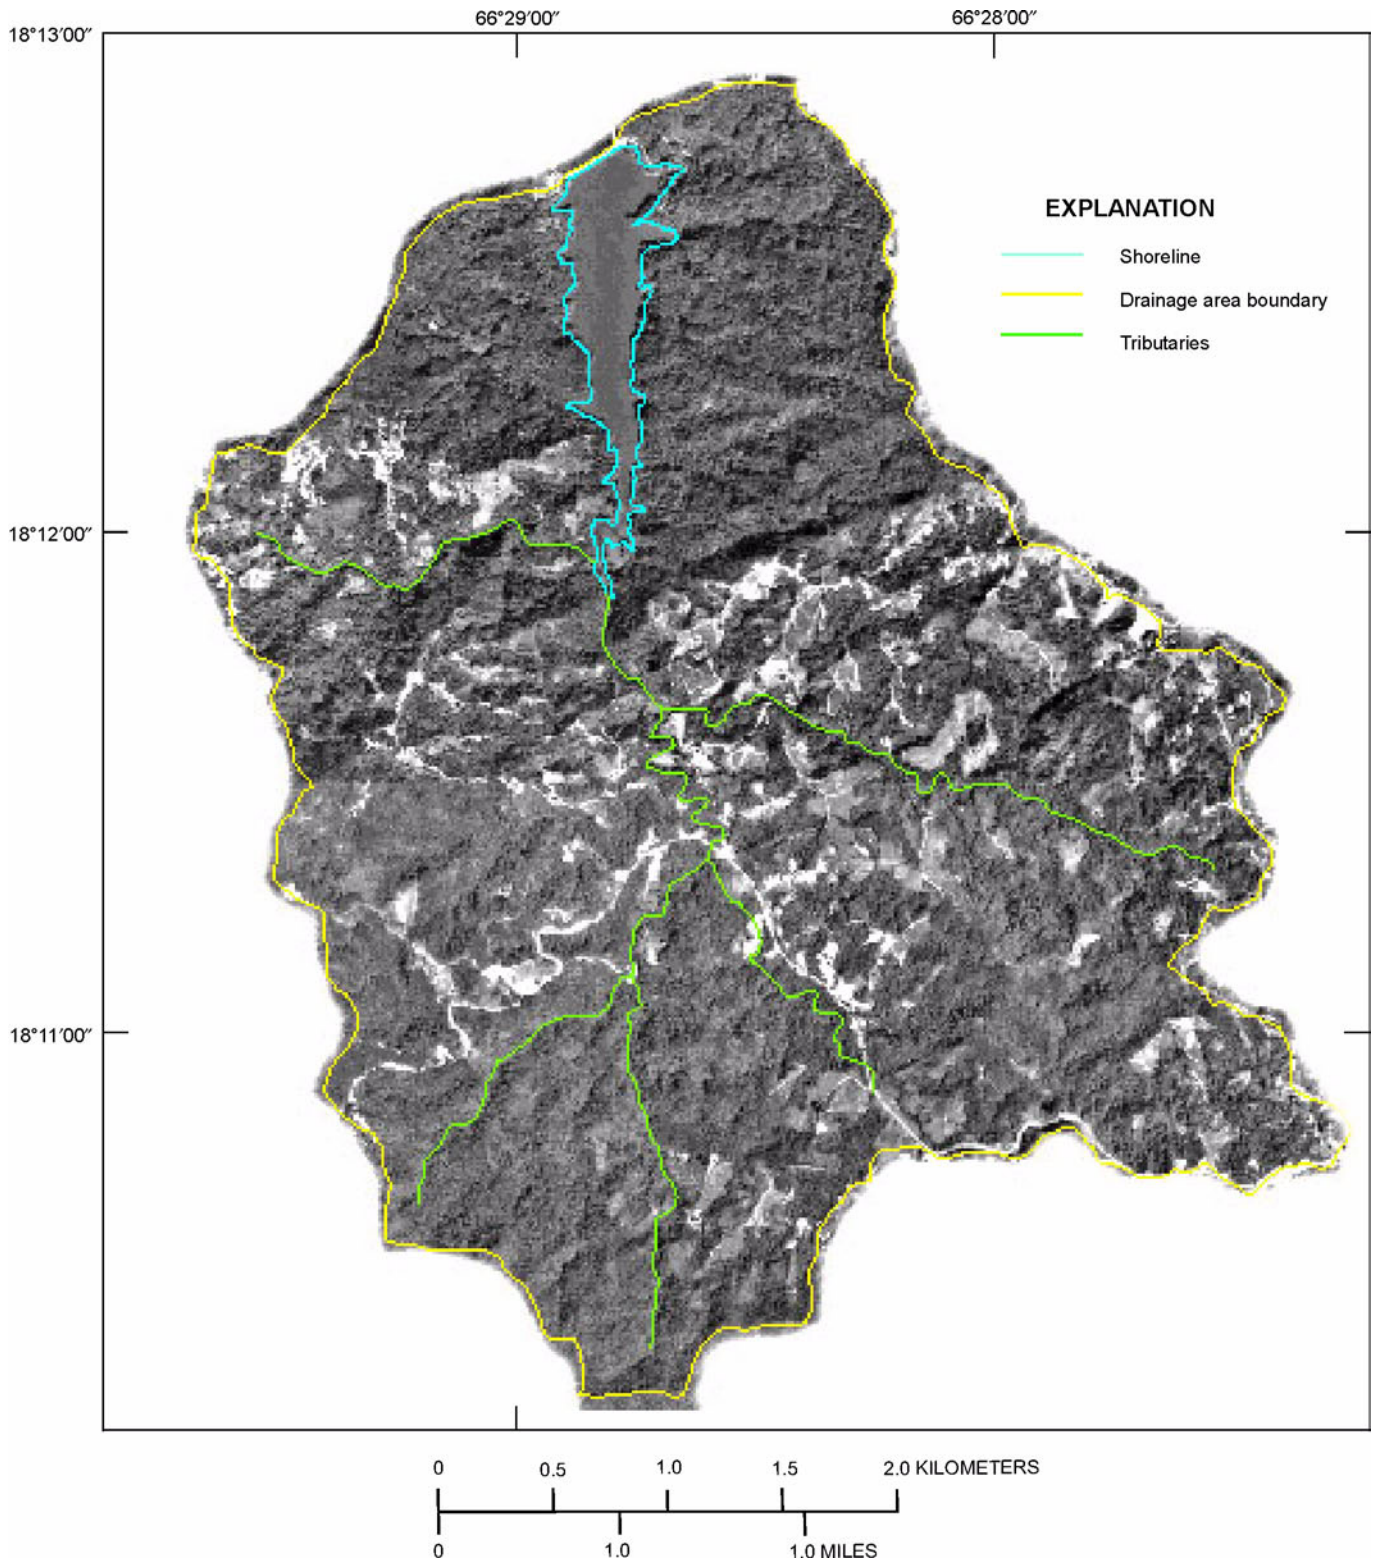 66°29′00″
66°28′00″
18°13′00″
EXPLANATION
Shoreline
Drainage area boundary
Tributaries
18°12′00″
18°11′00″
0 0.5 1.0 1.5 2.0 KILOMETERS
0 1.0 1.0 MILES